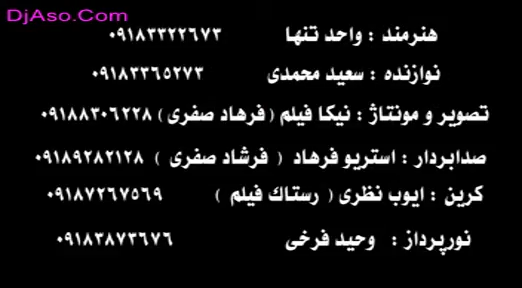 DjAso.Com
هنرمند : واحد تنها ۰۹۱۸۳۳۲۲۶۷۳
نوازنده : سعید محمدی ۰۹۱۸۳۳۶۵۲۷۳
تصویر و مونتاژ : نیکا فیلم ( فرهاد صفری ) ۰۹۱۸۸۳۰۶۲۲۸
صدابردار : استریو فرهاد ( فرشاد صفری ) ۰۹۱۸۹۲۸۲۱۲۸
کرین : ایوب نظری ( رستاک فیلم ) ۰۹۱۸۷۲۶۷۵۶۹
نورپرداز : وحید فرخی ۰۹۱۸۳۸۷۳۶۷۶